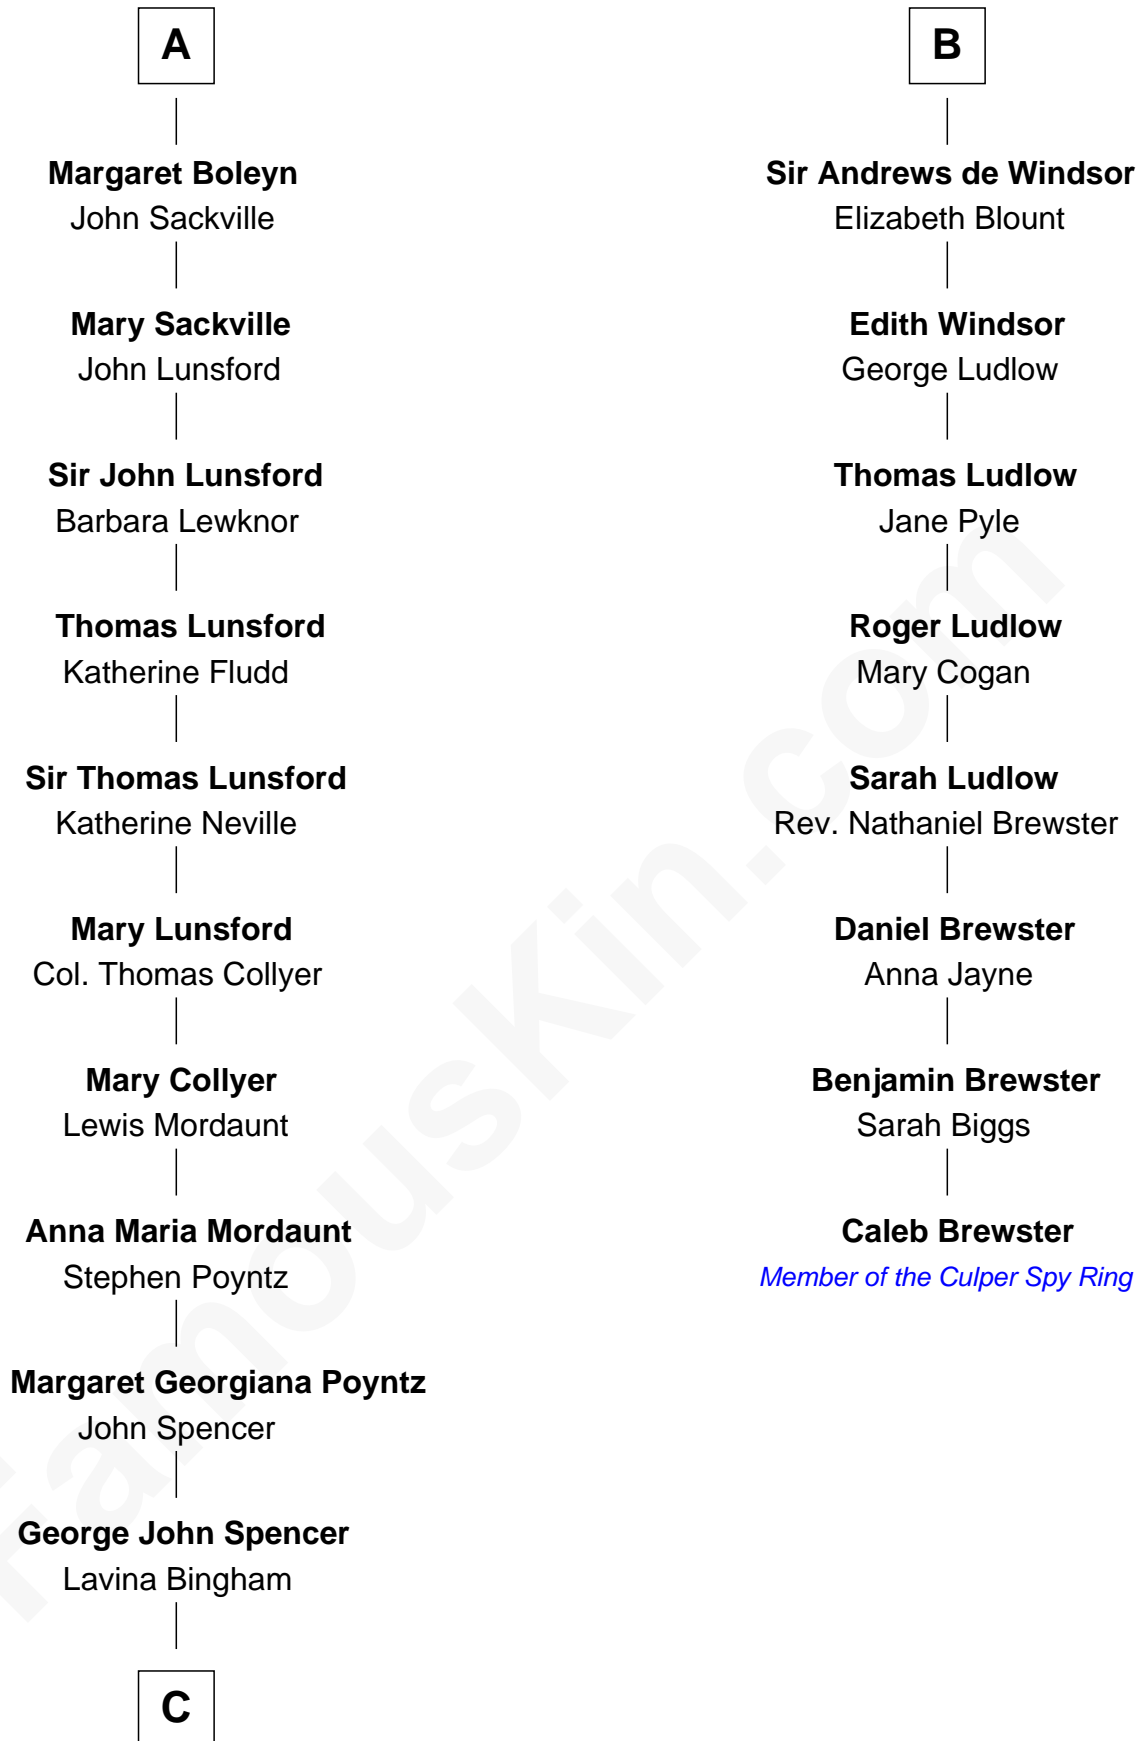 A
Margaret Boleyn
John Sackville
Mary Sackville
John Lunsford
Sir John Lunsford
Barbara Lewknor
Thomas Lunsford
Katherine Fludd
Sir Thomas Lunsford
Katherine Neville
Mary Lunsford
Col. Thomas Collyer
Mary Collyer
Lewis Mordaunt
Anna Maria Mordaunt
Stephen Poyntz
Margaret Georgiana Poyntz
John Spencer
George John Spencer
Lavina Bingham
C
B
Sir Andrews de Windsor
Elizabeth Blount
Edith Windsor
George Ludlow
Thomas Ludlow
Jane Pyle
Roger Ludlow
Mary Cogan
Sarah Ludlow
Rev. Nathaniel Brewster
Daniel Brewster
Anna Jayne
Benjamin Brewster
Sarah Biggs
Caleb Brewster
Member of the Culper Spy Ring
FamousKin.com